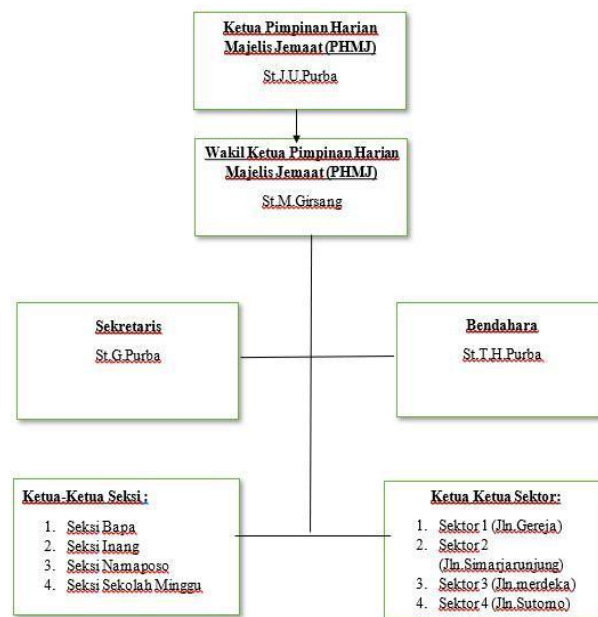 Ketua Pimpinan Harian
Majelis Jemaat (PHMJ)
St.J.U.Purba
Wakil Ketua Pimpinan Harian
Majelis Jemaat (PHMJ)
St.M.Girsang
Sekretaris
St.G.Purba
Bendahara
St.T.H.Purba
Ketua-Ketua Seksi :
1. Seksi Bapa
2. Seksi Inang
3. Seksi Namaposo
4. Seksi Sekolah Minggu
Ketua Ketua Sektor:
1. Sektor 1 (Jln.Gereja)
2. Sektor 2
(Jln.Simarjarunjung)
3. Sektor 3 (Jln.merdeka)
4. Sektor 4 (Jln.Sutomo)